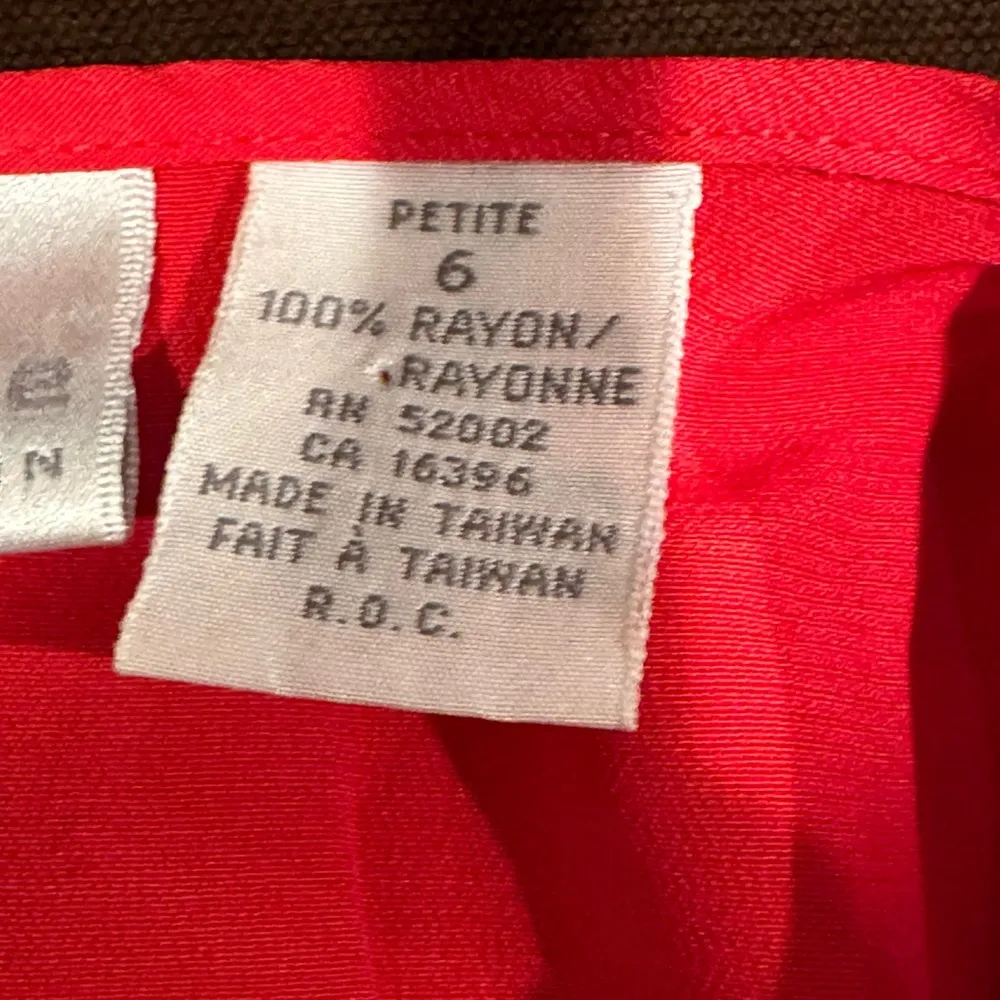 PETITE
6
100% RAYON/
RAYONNE
RN 52002
CA 16396
MADE IN TAIWAN
FAIT À TAIWAN
R.O.C.
e
N